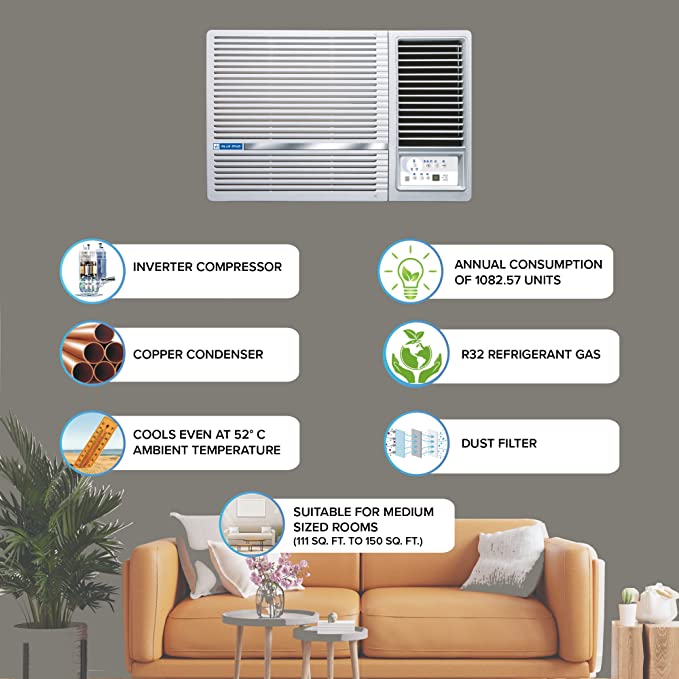 BLUE STAR
INVERTER COMPRESSOR
ANNUAL CONSUMPTION
OF 1082.57 UNITS
COPPER CONDENSER
R32 REFRIGERANT GAS
COOLS EVEN AT 52° C
AMBIENT TEMPERATURE
DUST FILTER
SUITABLE FOR MEDIUM
SIZED ROOMS
(111 SQ. FT. TO 150 SQ. FT.)